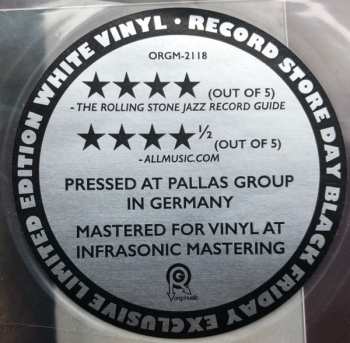 LIMITED EDITION WHITE VINYL • RECORD STORE DAY BLACK FRIDAY EXCLUSIVE
ORGM-2118
★★★★ (OUT OF 5)
- THE ROLLING STONE JAZZ RECORD GUIDE
★★★★ ½ (OUT OF 5)
- ALLMUSIC.COM
PRESSED AT PALLAS GROUP
IN GERMANY
MASTERED FOR VINYL AT
INFRASONIC MASTERING
orgmusic